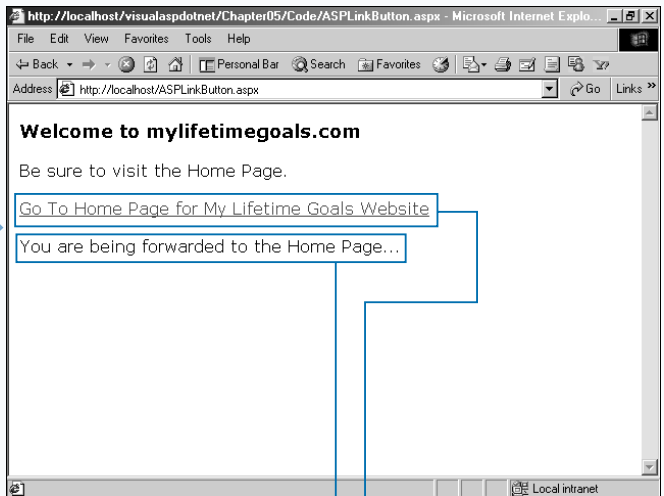 http://localhost/visualaspdotnet/Chapter05/Code/ASPLinkButton.aspx - Microsoft Internet Explo...
File Edit View Favorites Tools Help
Back Personal Bar Search Favorites
Address http://localhost/ASPLinkButton.aspx Go Links »
Welcome to mylifetimegoals.com
Be sure to visit the Home Page.
Go To Home Page for My Lifetime Goals Website
You are being forwarded to the Home Page...
Local intranet